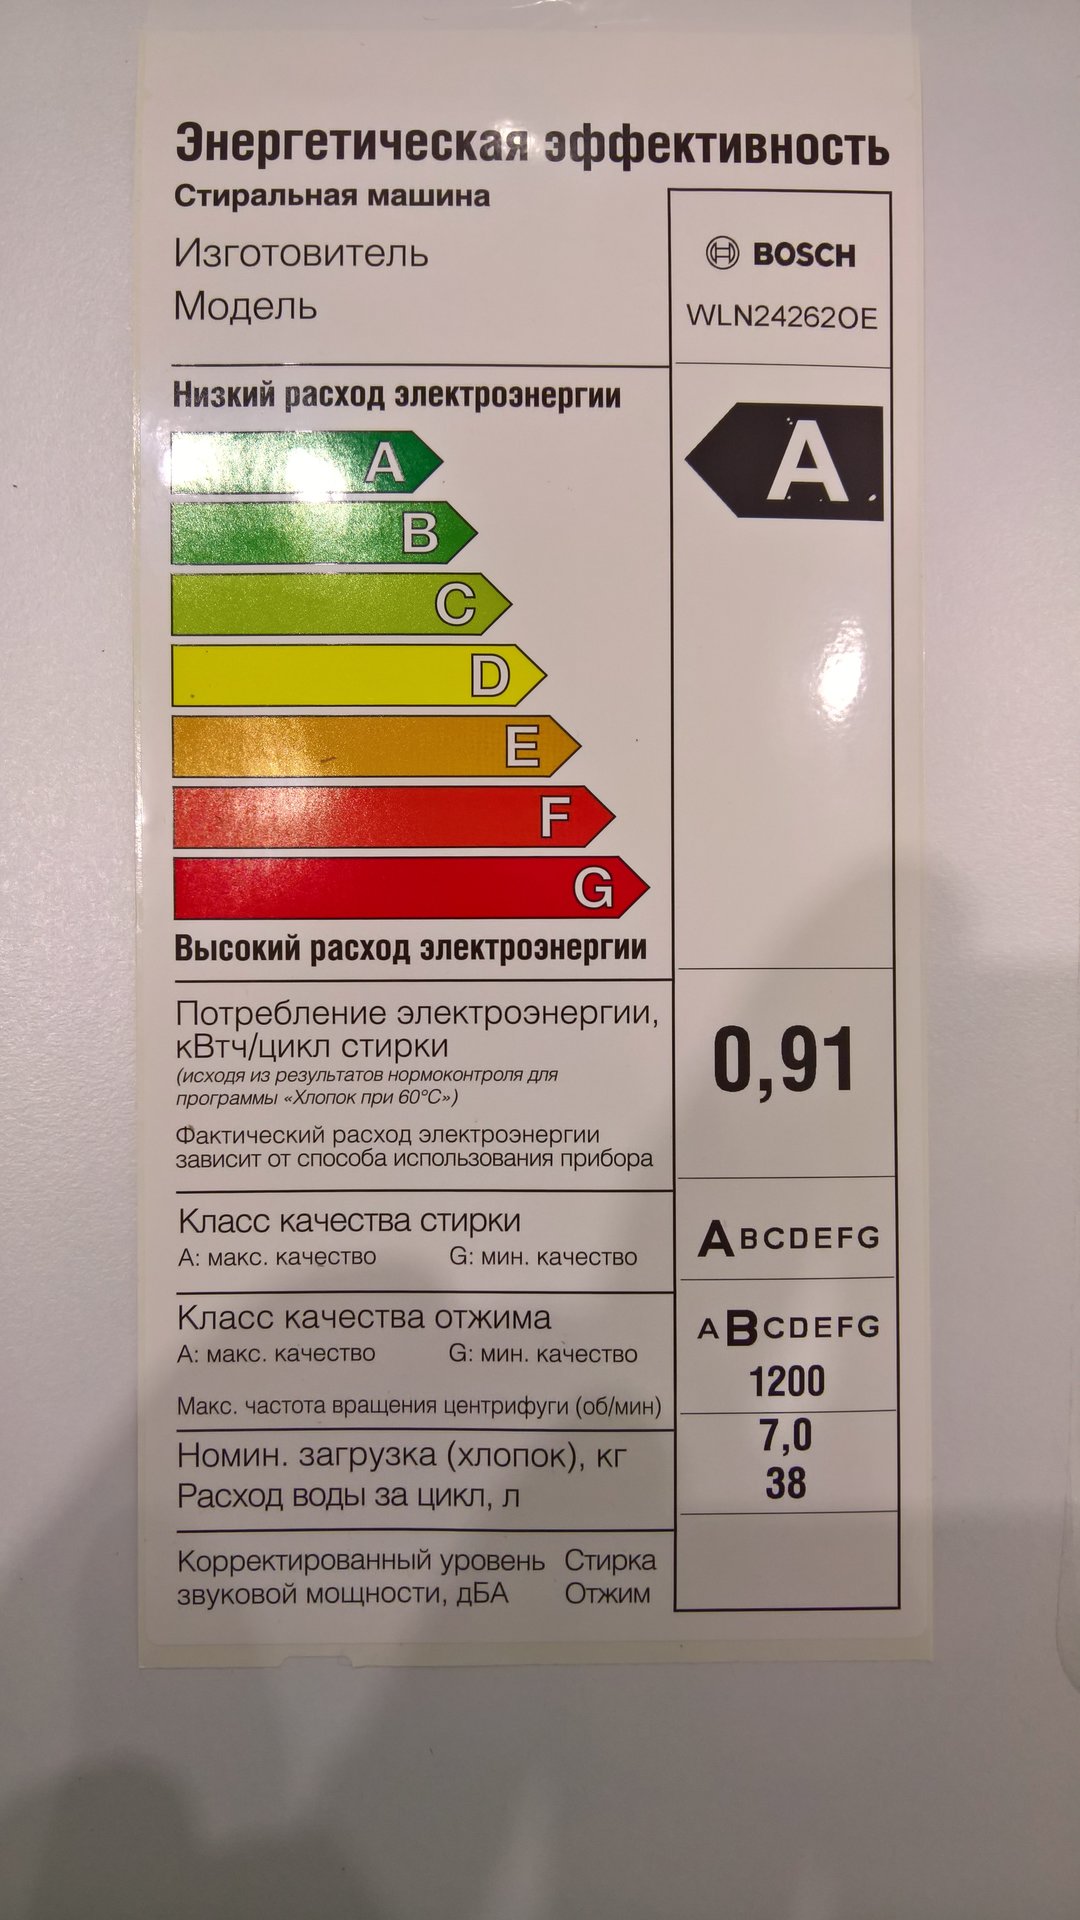 Энергетическая эффективность
Стиральная машина
Изготовитель
BOSCH
Модель
WLN24262OE
Низкий расход электроэнергии
A
A
B
C
D
E
F
G
Высокий расход электроэнергии
Потребление электроэнергии,
кВтч/цикл стирки
0,91
(исходя из результатов нормоконтроля для
программы «Хлопок при 60°С»)
Фактический расход электроэнергии
зависит от способа использования прибора
Класс качества стирки
A: макс. качество G: мин. качество
ABCDEFG
Класс качества отжима
A: макс. качество G: мин. качество
ABCDEFG
Макс. частота вращения центрифуги (об/мин)
1200
Номин. загрузка (хлопок), кг
7,0
Расход воды за цикл, л
38
Корректированный уровень Стирка
звуковой мощности, дБА Отжим